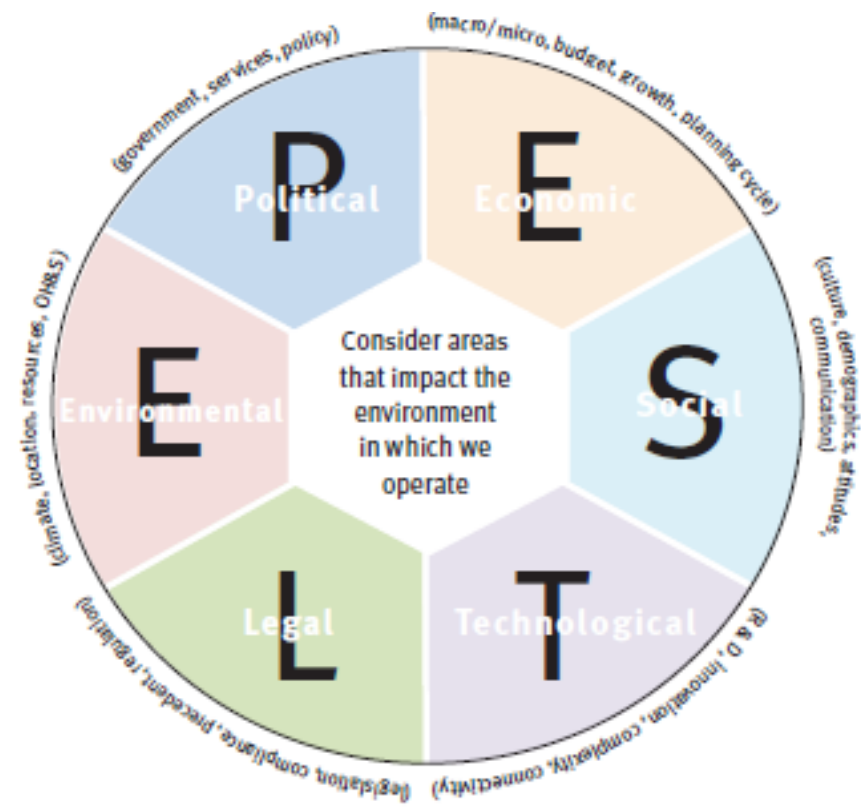 (government, services, policy)
(macro/micro, budget, growth, planning cycle)
P
Political
E
Economic
(culture, demographics, attitudes,
communication)
S
Social
(R & D, innovation, complexity, connectivity)
T
Technological
(legislation, compliance, precedent, regulation)
L
Legal
(climate, location, resources, OH&S)
E
Environmental
Consider areas
that impact the
environment
in which we
operate